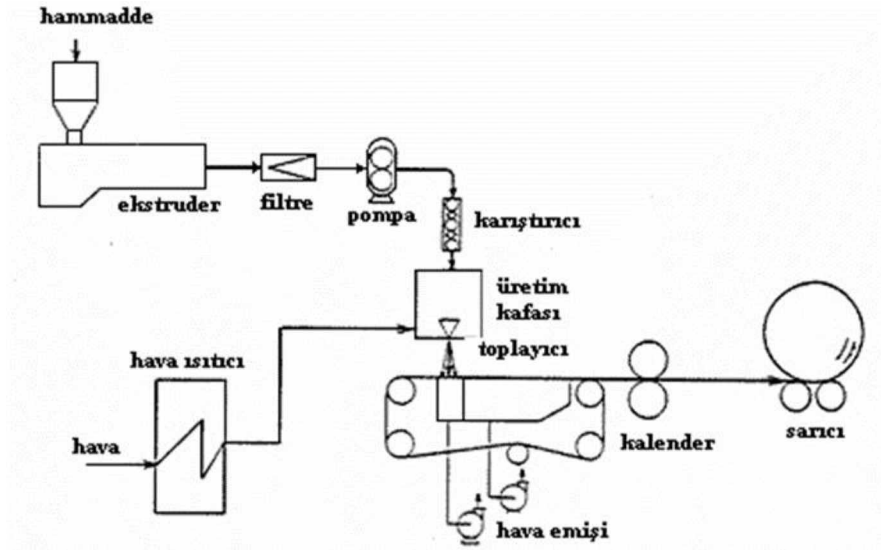 hammadde
ekstruder
filtre
pompa
karıştırıcı
üretim
kafası
toplayıcı
hava ısıtıcı
hava
kalender
sarıcı
hava emişi